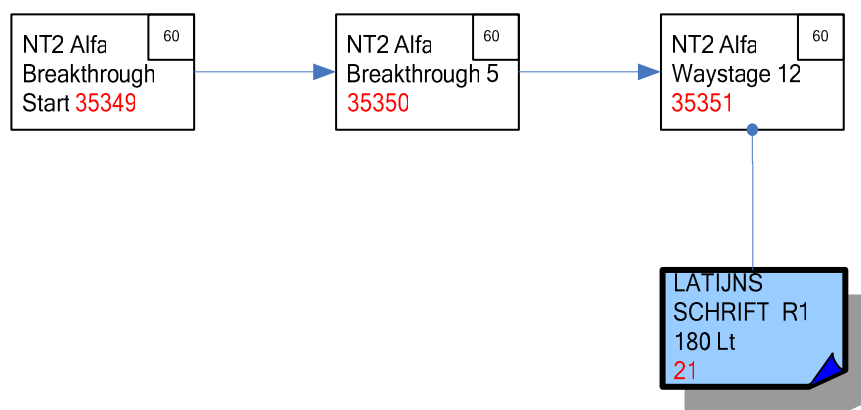 NT2 Alfa
Breakthrough
Start 35349
60
NT2 Alfa
Breakthrough 5
35350
60
NT2 Alfa
Waystage 12
35351
60
LATIJNS
SCHRIFT R1
180 Lt
21